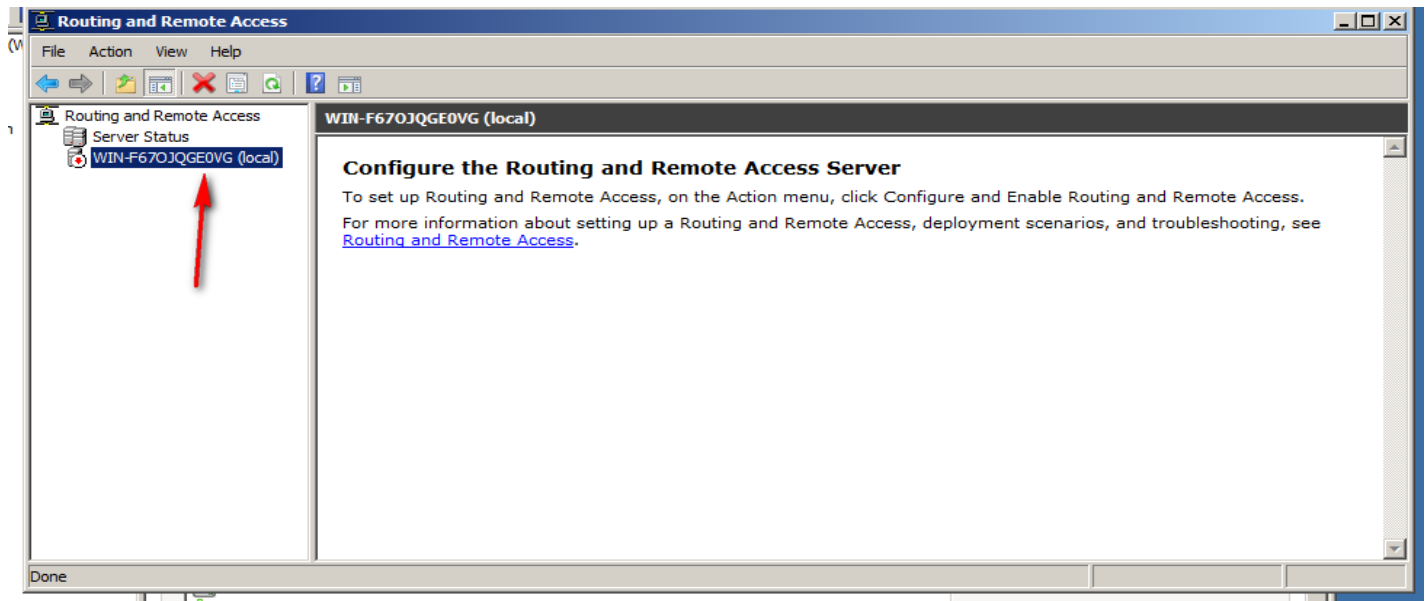 Routing and Remote Access
File Action View Help
Routing and Remote Access
Server Status
WIN-F67OJQGE0VG (local)
WIN-F67OJQGE0VG (local)
Configure the Routing and Remote Access Server
To set up Routing and Remote Access, on the Action menu, click Configure and Enable Routing and Remote Access.
For more information about setting up a Routing and Remote Access, deployment scenarios, and troubleshooting, see
Routing and Remote Access.
Done